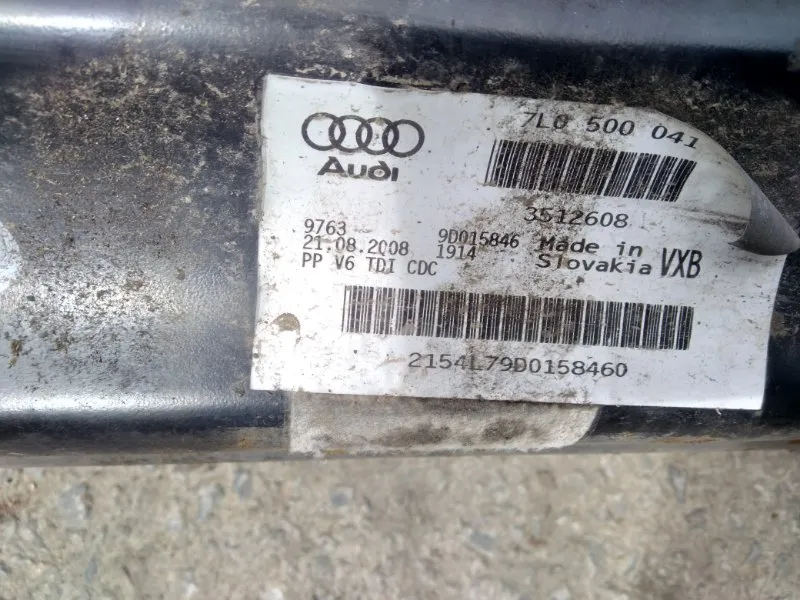 Audi
7L0 500 041
3512608
9763
21.08.2008
PP V6 TDI CDC
9D015846
1914
Made in
Slovakia
VXB
2154L79D0158460